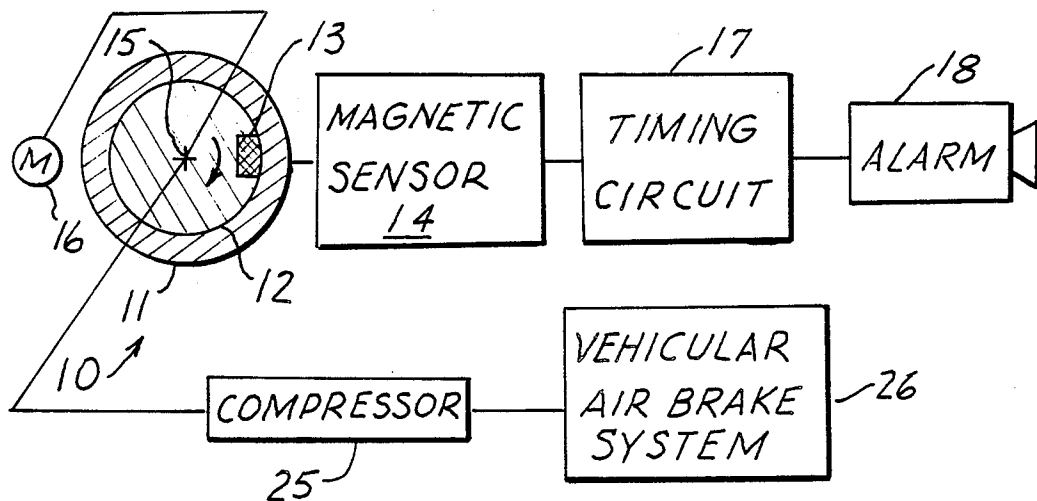 15
13
17
18
M
16
MAGNETIC
SENSOR
14
TIMING
CIRCUIT
ALARM
11
12
10
COMPRESSOR
25
VEHICULAR
AIR BRAKE
SYSTEM
26